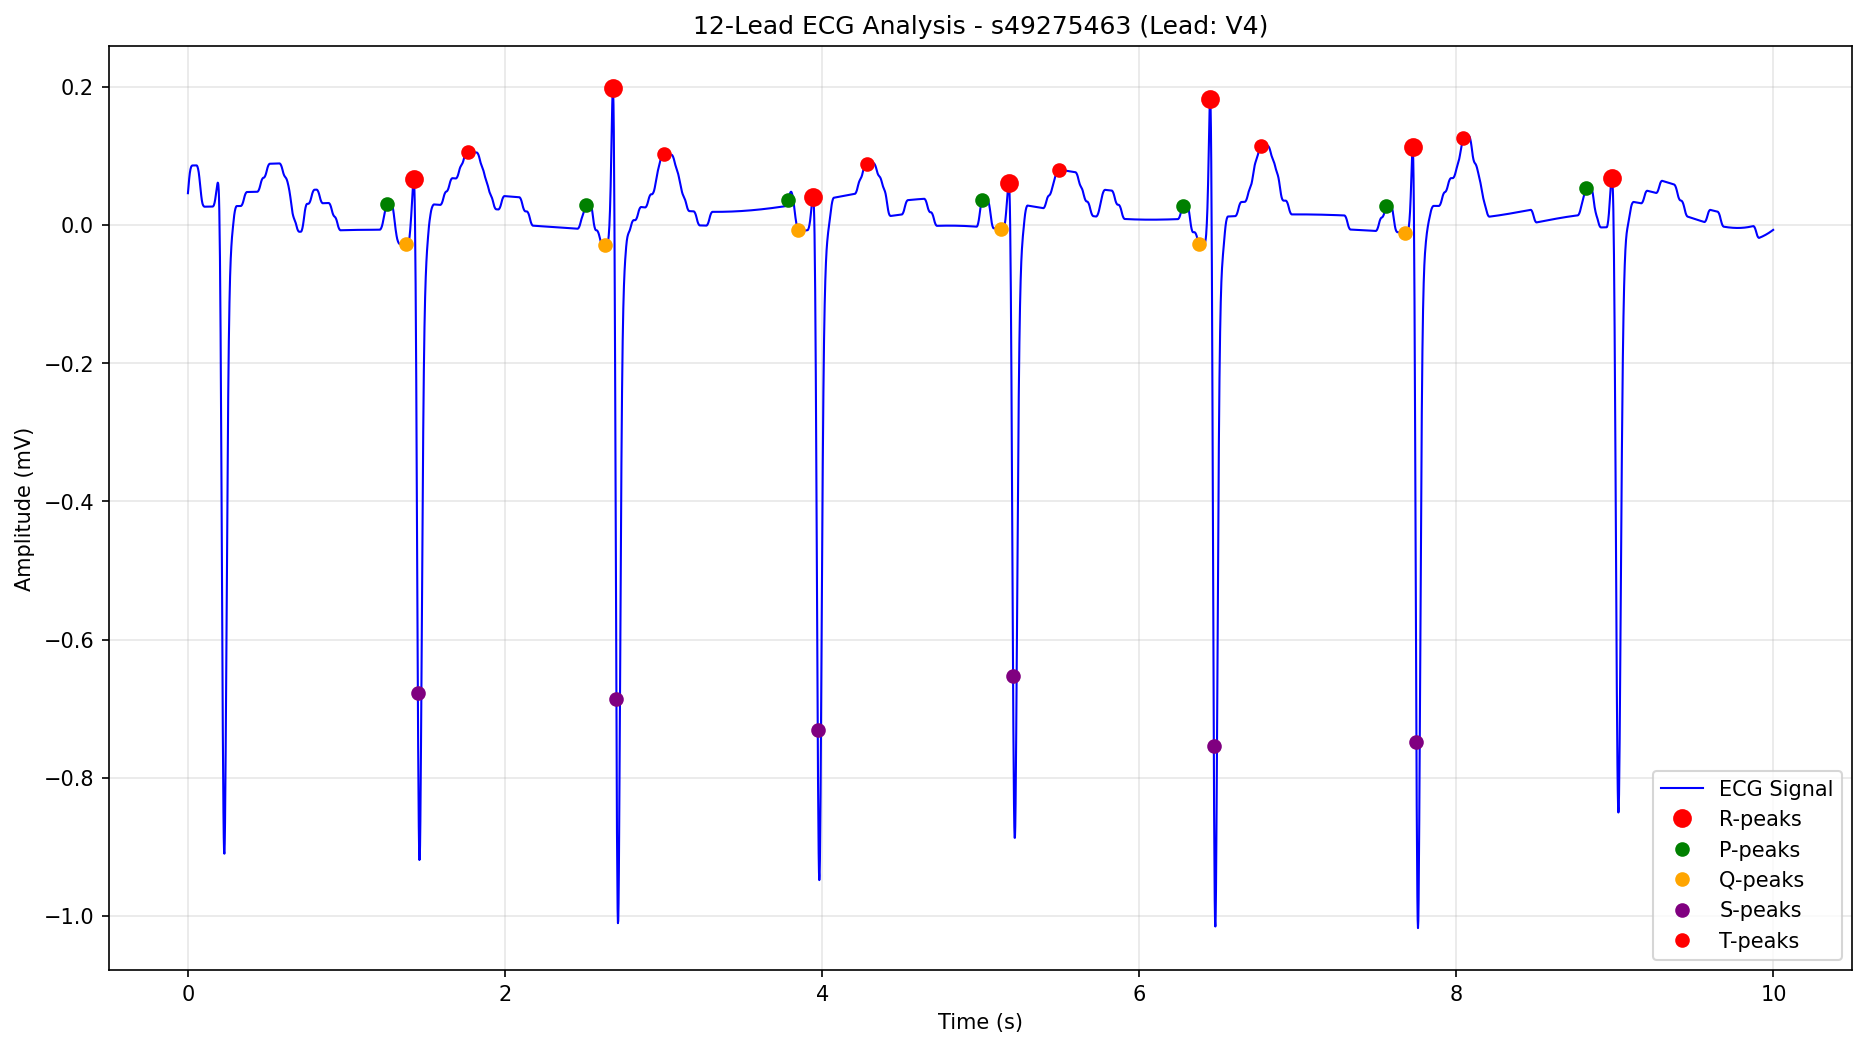 12-Lead ECG Analysis - s49275463 (Lead: V4)
0.2
0.0
−0.2
−0.4
−0.6
−0.8
−1.0
Amplitude (mV)
0 2 4 6 8 10
Time (s)
ECG Signal
R-peaks
P-peaks
Q-peaks
S-peaks
T-peaks